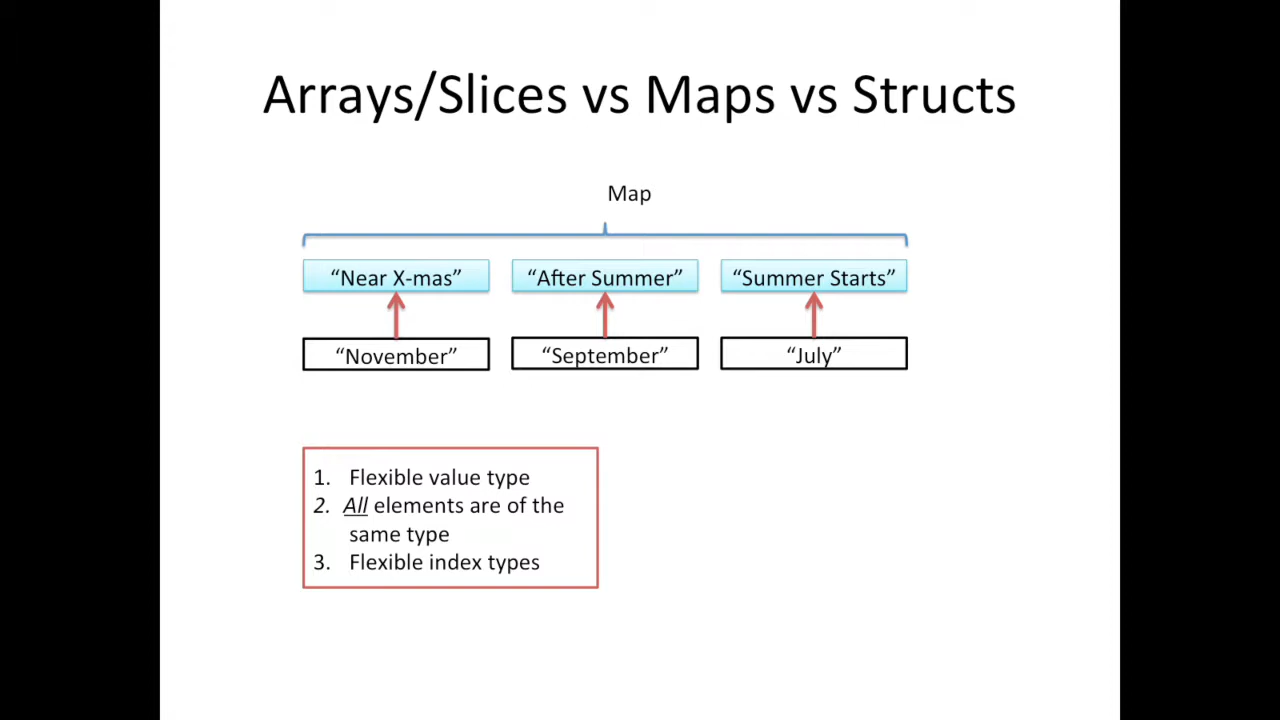 Arrays/Slices vs Maps vs Structs
Map
“Near X-mas” “After Summer” “Summer Starts”
“November” “September” “July”
1. Flexible value type
2. All elements are of the
same type
3. Flexible index types